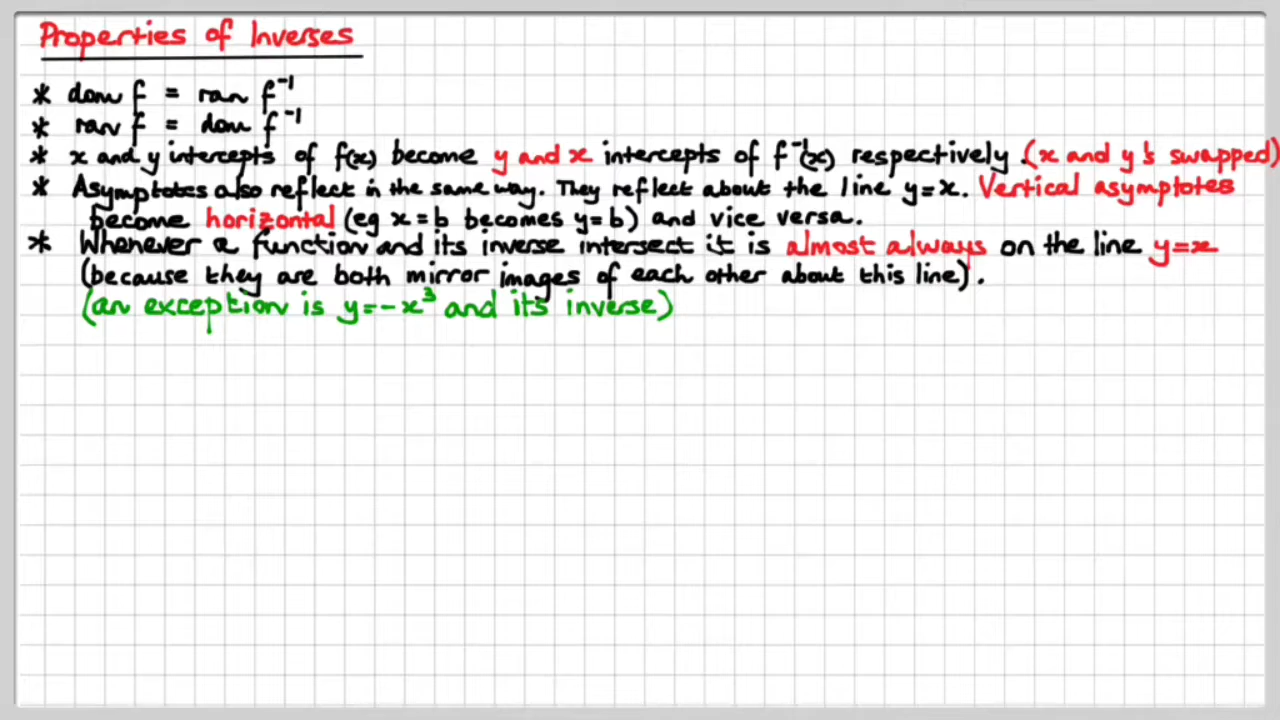 Properties of Inverses
* dom f = ran f⁻¹
* ran f = dom f⁻¹
* x and y intercepts of f(x) become y and x intercepts of f⁻¹(x) respectively. (x and y's swapped)
* Asymptotes also reflect in the same way. They reflect about the line y=x. Vertical asymptotes
become horizontal (eg x=b becomes y=b) and vice versa.
* Whenever a function and its inverse intersect it is almost always on the line y=x
(because they are both mirror images of each other about this line).
(an exception is y=-x³ and its inverse)